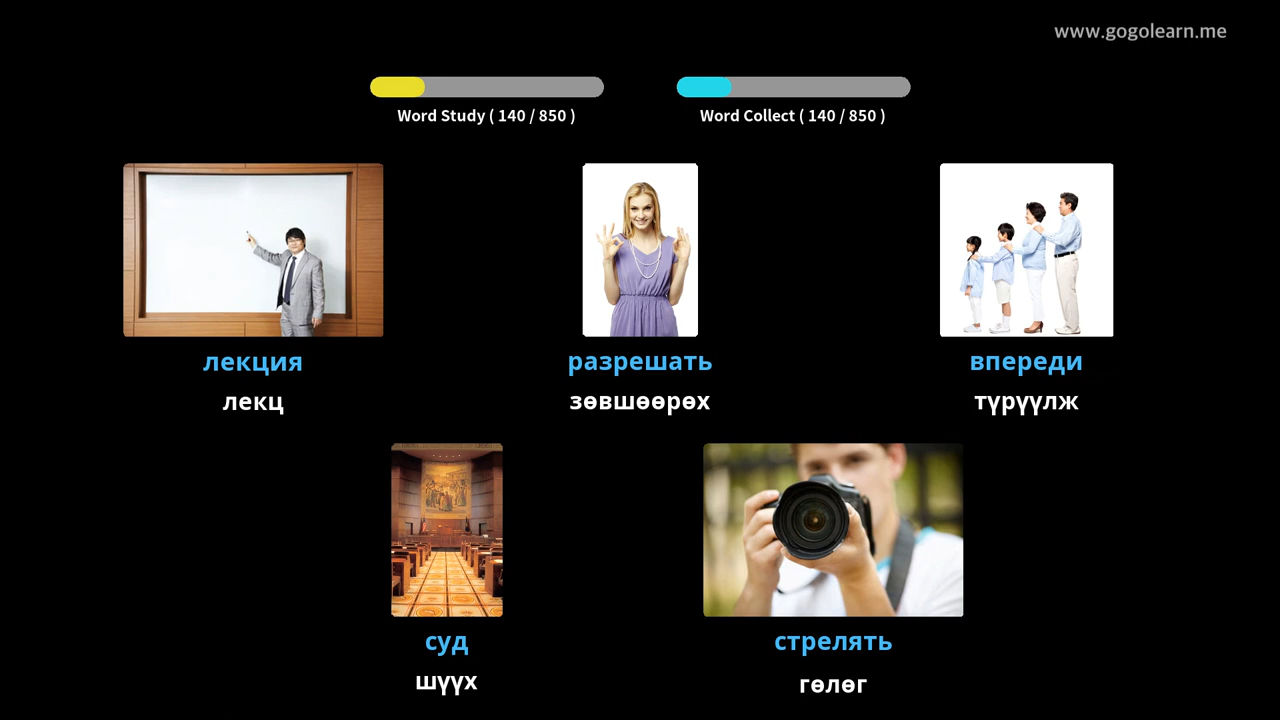 www.gogolearn.me
Word Study ( 140 / 850 )
Word Collect ( 140 / 850 )
лекция
разрешать
впереди
лекц
зөвшөөрөх
түрүүлж
суд
стрелять
шүүх
гөлөг